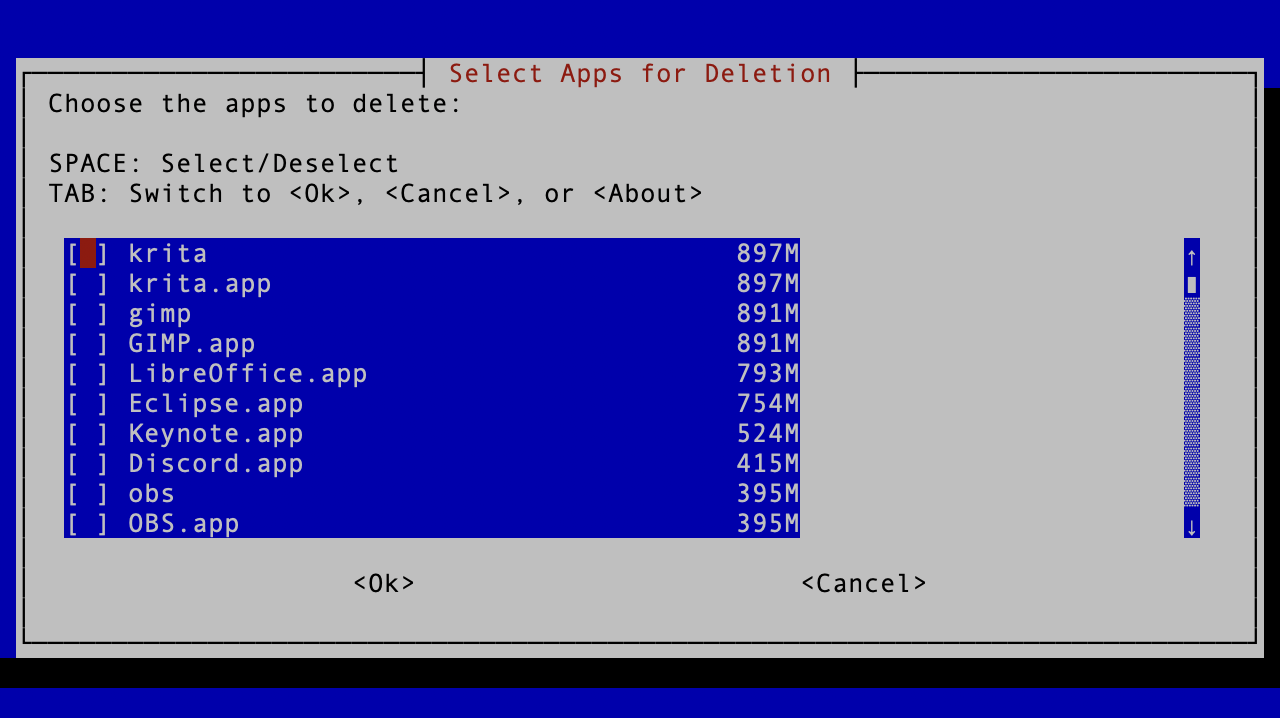 Select Apps for Deletion
Choose the apps to delete:
SPACE: Select/Deselect
TAB: Switch to <Ok>, <Cancel>, or <About>
[ ] krita 897M
[ ] krita.app 897M
[ ] gimp 891M
[ ] GIMP.app 891M
[ ] LibreOffice.app 793M
[ ] Eclipse.app 754M
[ ] Keynote.app 524M
[ ] Discord.app 415M
[ ] obs 395M
[ ] OBS.app 395M
<Ok> <Cancel>